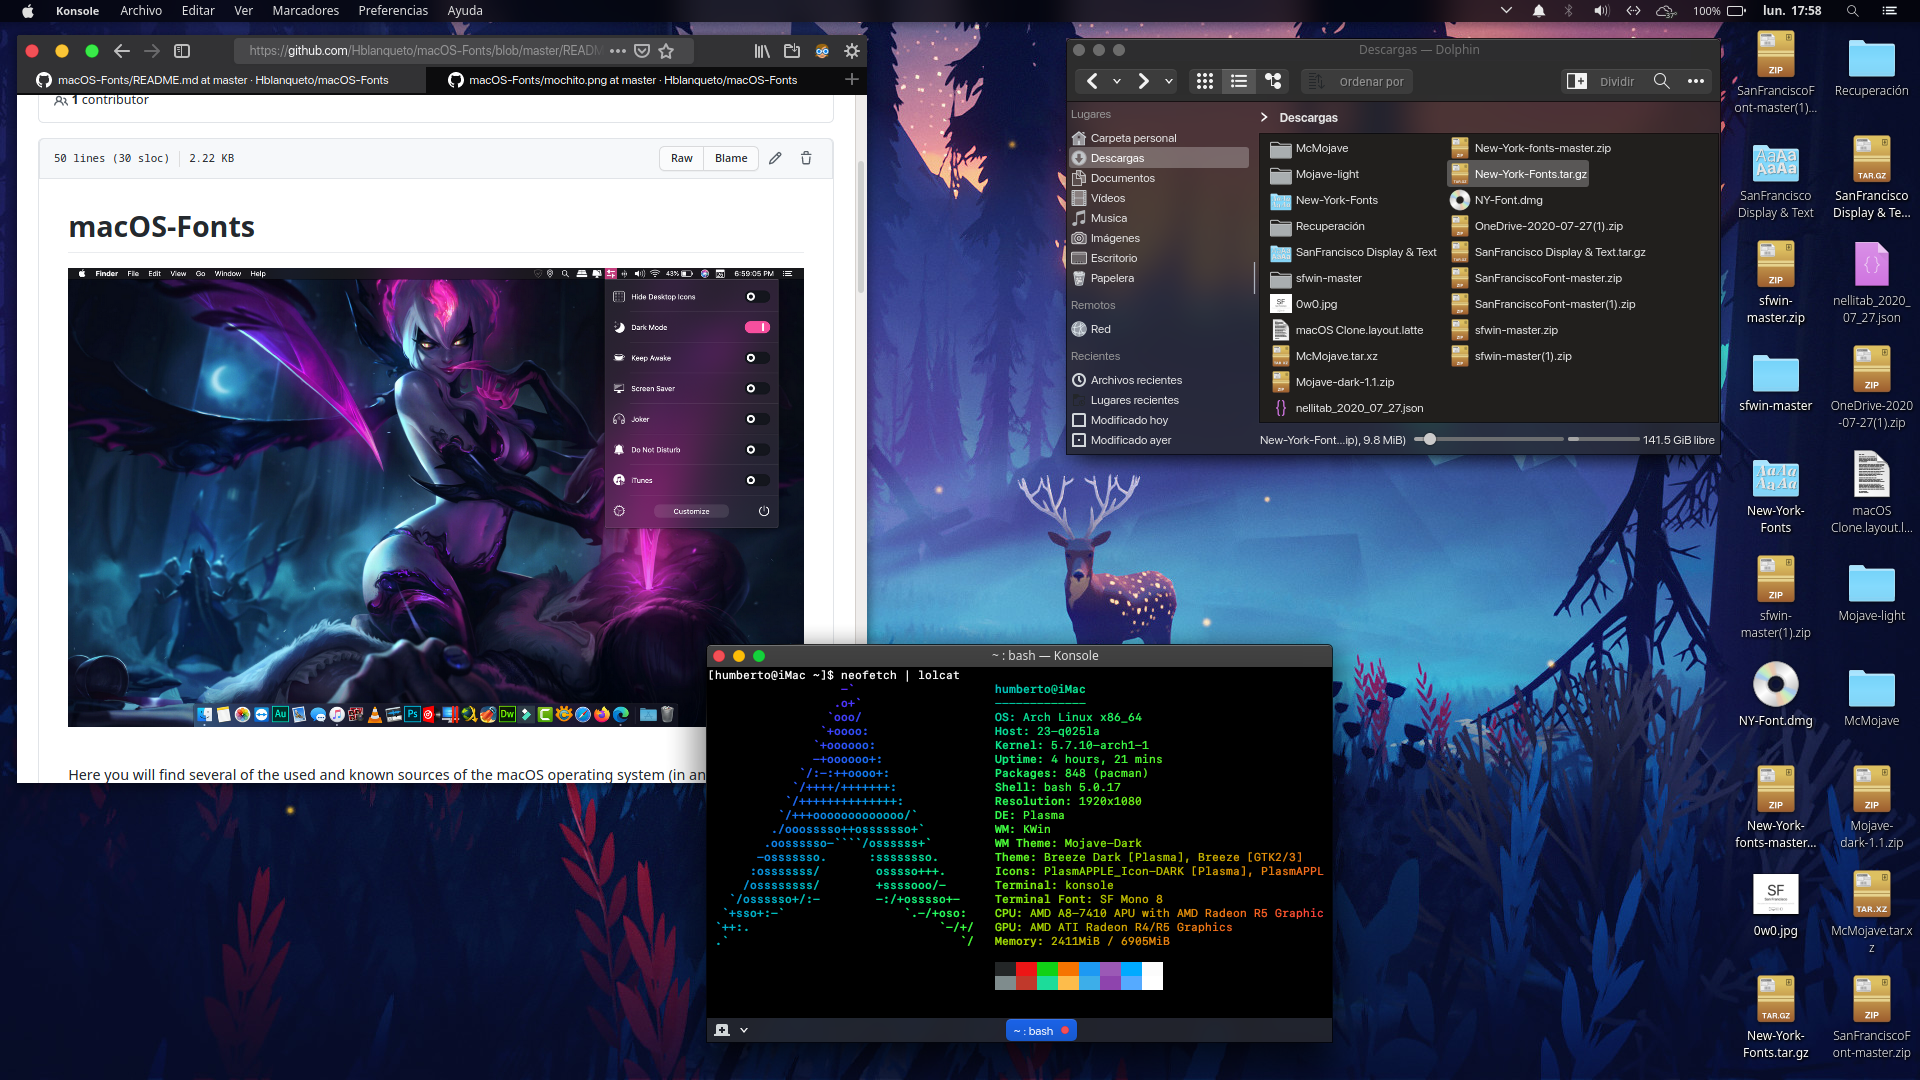 Konsole Archivo Editar Ver Marcadores Preferencias Ayuda
100% lun. 17:58
https://github.com/Hblanqueto/macOS-Fonts/blob/master/READM
macOS-Fonts/README.md at master · Hblanqueto/macOS-Fonts
macOS-Fonts/mochito.png at master · Hblanqueto/macOS-Fonts
1 contributor
50 lines (30 sloc) 2.22 KB
Raw Blame
macOS-Fonts
Finder File Edit View Go Window Help
43% 6:59:05 PM
Hide Desktop Icons
Dark Mode
Keep Awake
Screen Saver
Joker
Do Not Disturb
iTunes
Customize
Here you will find several of the used and known sources of the macOS operating system (in an
Descargas — Dolphin
Ordenar por
Dividir
Lugares
Carpeta personal
Descargas
Documentos
Vídeos
Musica
Imágenes
Escritorio
Papelera
Remotos
Red
Recientes
Archivos recientes
Lugares recientes
Modificado hoy
Modificado ayer
Descargas
McMojave
Mojave-light
New-York-Fonts
Recuperación
SanFrancisco Display & Text
sfwin-master
0w0.jpg
macOS Clone.layout.latte
McMojave.tar.xz
Mojave-dark-1.1.zip
nellitab_2020_07_27.json
New-York-fonts-master.zip
New-York-Fonts.tar.gz
NY-Font.dmg
OneDrive-2020-07-27(1).zip
SanFrancisco Display & Text.tar.gz
SanFranciscoFont-master.zip
SanFranciscoFont-master(1).zip
sfwin-master.zip
sfwin-master(1).zip
New-York-Font...ip), 9.8 MiB)
141.5 GiB libre
~ : bash — Konsole
[humberto@iMac ~]$ neofetch | lolcat
humberto@iMac
-------------
OS: Arch Linux x86_64
Host: 23-q025la
Kernel: 5.7.10-arch1-1
Uptime: 4 hours, 21 mins
Packages: 848 (pacman)
Shell: bash 5.0.17
Resolution: 1920x1080
DE: Plasma
WM: KWin
WM Theme: Mojave-Dark
Theme: Breeze Dark [Plasma], Breeze [GTK2/3]
Icons: PlasmAPPLE_Icon-DARK [Plasma], PlasmAPPL
Terminal: konsole
Terminal Font: SF Mono 8
CPU: AMD A8-7410 APU with AMD Radeon R5 Graphic
GPU: AMD ATI Radeon R4/R5 Graphics
Memory: 2411MiB / 6905MiB
~ : bash
SanFranciscoF
ont-master(1)...
Recuperación
SanFrancisco
Display & Text
SanFrancisco
Display & Te...
sfwin-
master.zip
nellitab_2020_
07_27.json
sfwin-master
OneDrive-2020
-07-27(1).zip
New-York-
Fonts
macOS
Clone.layout.l...
sfwin-
master(1).zip
Mojave-light
NY-Font.dmg
McMojave
New-York-
fonts-master...
Mojave-
dark-1.1.zip
SF
0w0.jpg
McMojave.tar.x
z
New-York-
Fonts.tar.gz
SanFranciscoF
ont-master.zip